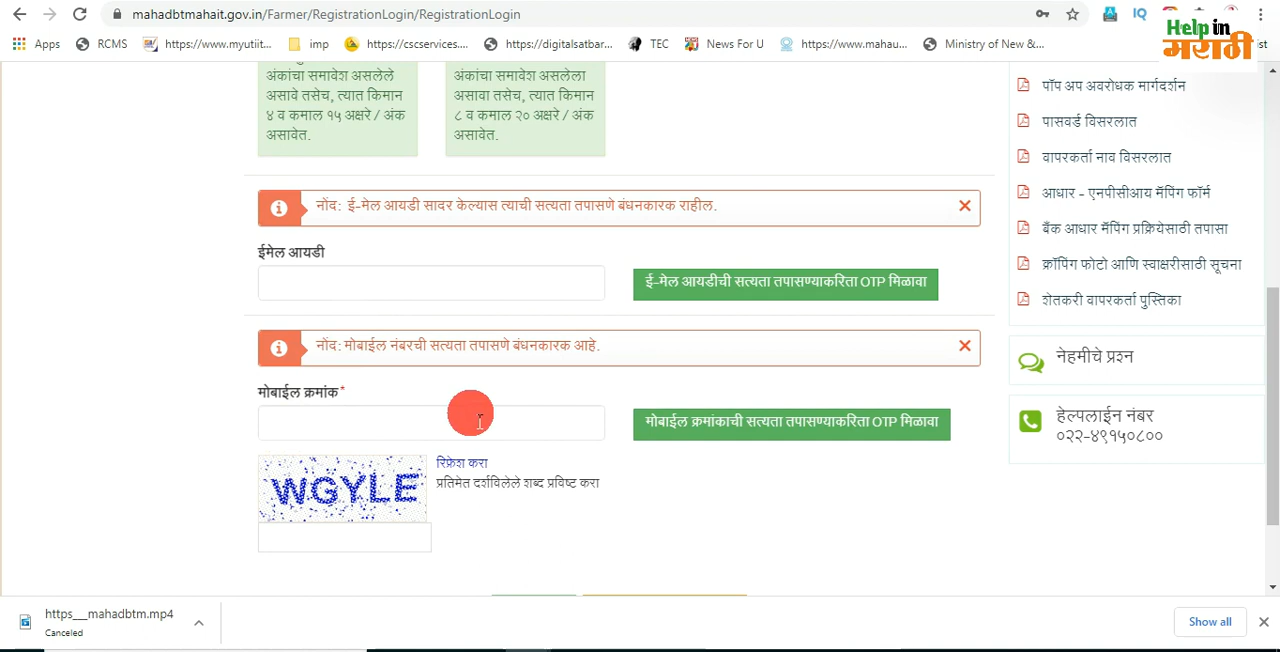 mahadbtmahait.gov.in/Farmer/RegistrationLogin/RegistrationLogin
IQ
Help in
मराठी
Apps
RCMS
https://www.myutiit...
imp
https://cscservices....
https://digitalsatbar...
TEC
News For U
https://www.mahau...
Ministry of New &...
अंकांचा समावेश असलेले
असावे तसेच, त्यात किमान
४ व कमाल १५ अक्षरे / अंक
असावेत.
अंकांचा समावेश असलेला
असावा तसेच, त्यात किमान
८ व कमाल २० अक्षरे / अंक
असावेत.
नोंद: ई-मेल आयडी सादर केल्यास त्याची सत्यता तपासणे बंधनकारक राहील.
ईमेल आयडी
ई-मेल आयडीची सत्यता तपासण्याकरिता OTP मिळावा
नोंद: मोबाईल नंबरची सत्यता तपासणे बंधनकारक आहे.
मोबाईल क्रमांक*
मोबाईल क्रमांकाची सत्यता तपासण्याकरिता OTP मिळावा
WGYLE
रिफ्रेश करा
प्रतिमेत दर्शविलेले शब्द प्रविष्ट करा
पॉप अप अवरोधक मार्गदर्शन
पासवर्ड विसरलात
वापरकर्ता नाव विसरलात
आधार - एनपीसीआय मॅपिंग फॉर्म
बँक आधार मॅपिंग प्रक्रियेसाठी तपासा
क्रॉपिंग फोटो आणि स्वाक्षरीसाठी सूचना
शेतकरी वापरकर्ता पुस्तिका
नेहमीचे प्रश्न
हेल्पलाईन नंबर
०२२-४९१५०८००
https___mahadbtm.mp4
Canceled
Show all